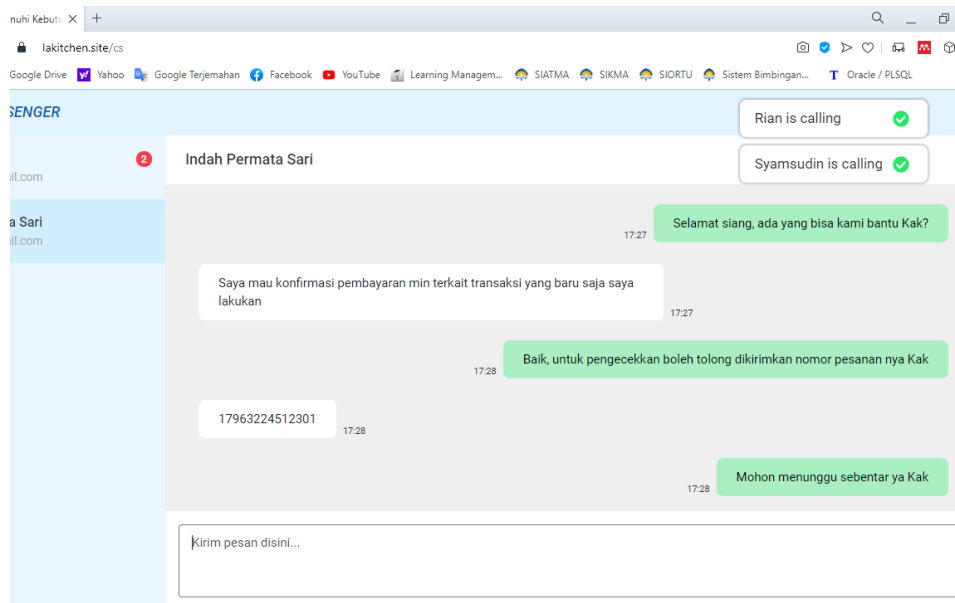 nuhi Kebutu
lakitchen.site/cs
Google Drive Yahoo Google Terjemahan Facebook YouTube Learning Managem... SIATMA SIKMA SIORTU Sistem Bimbingan... T Oracle / PLSQL
SENGER
Rian is calling
2
Indah Permata Sari
Syamsudin is calling
il.com
a Sari
il.com
Selamat siang, ada yang bisa kami bantu Kak?
17:27
Saya mau konfirmasi pembayaran min terkait transaksi yang baru saja saya
lakukan
17:27
Baik, untuk pengecekkan boleh tolong dikirimkan nomor pesanan nya Kak
17:28
17963224512301
17:28
Mohon menunggu sebentar ya Kak
17:28
Kirim pesan disini...